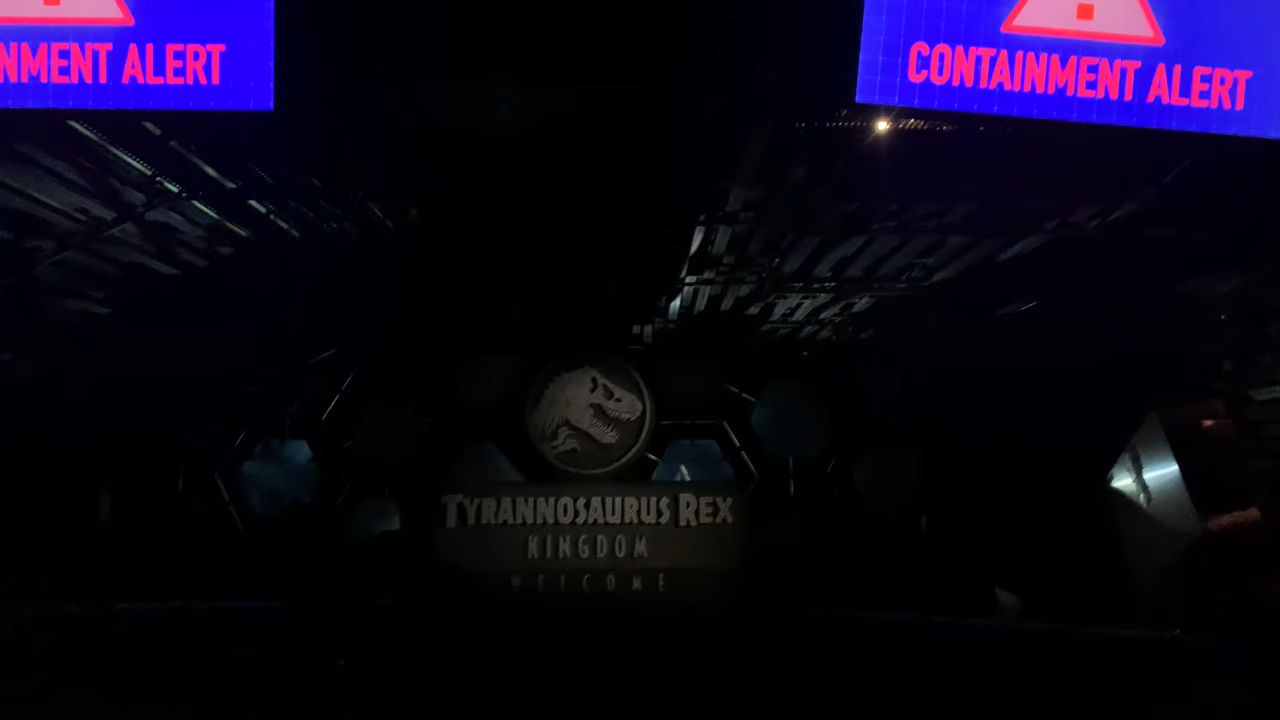 NMENT ALERT
CONTAINMENT ALERT
TYRANNOSAURUS REX
KINGDOM
WELCOME